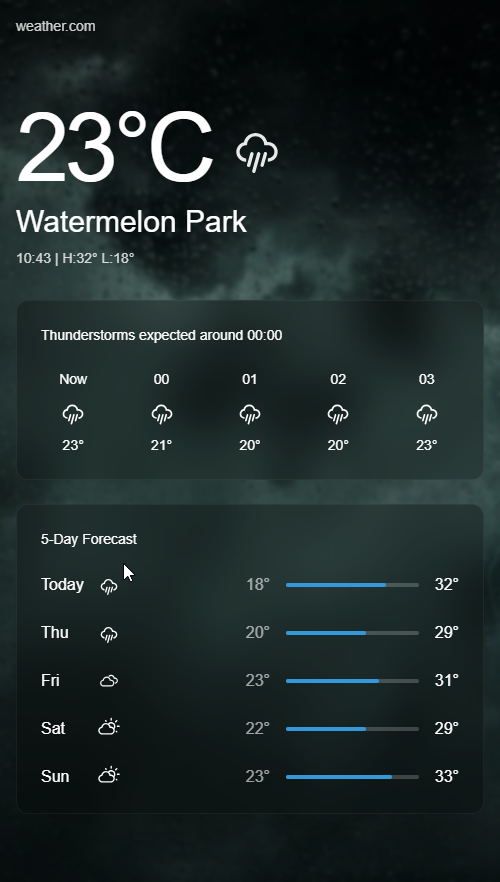 weather.com
23°C
Watermelon Park
10:43 | H:32° L:18°
Thunderstorms expected around 00:00
Now 00 01 02 03
23° 21° 20° 20° 23°
5-Day Forecast
Today 18° 32°
Thu 20° 29°
Fri 23° 31°
Sat 22° 29°
Sun 23° 33°